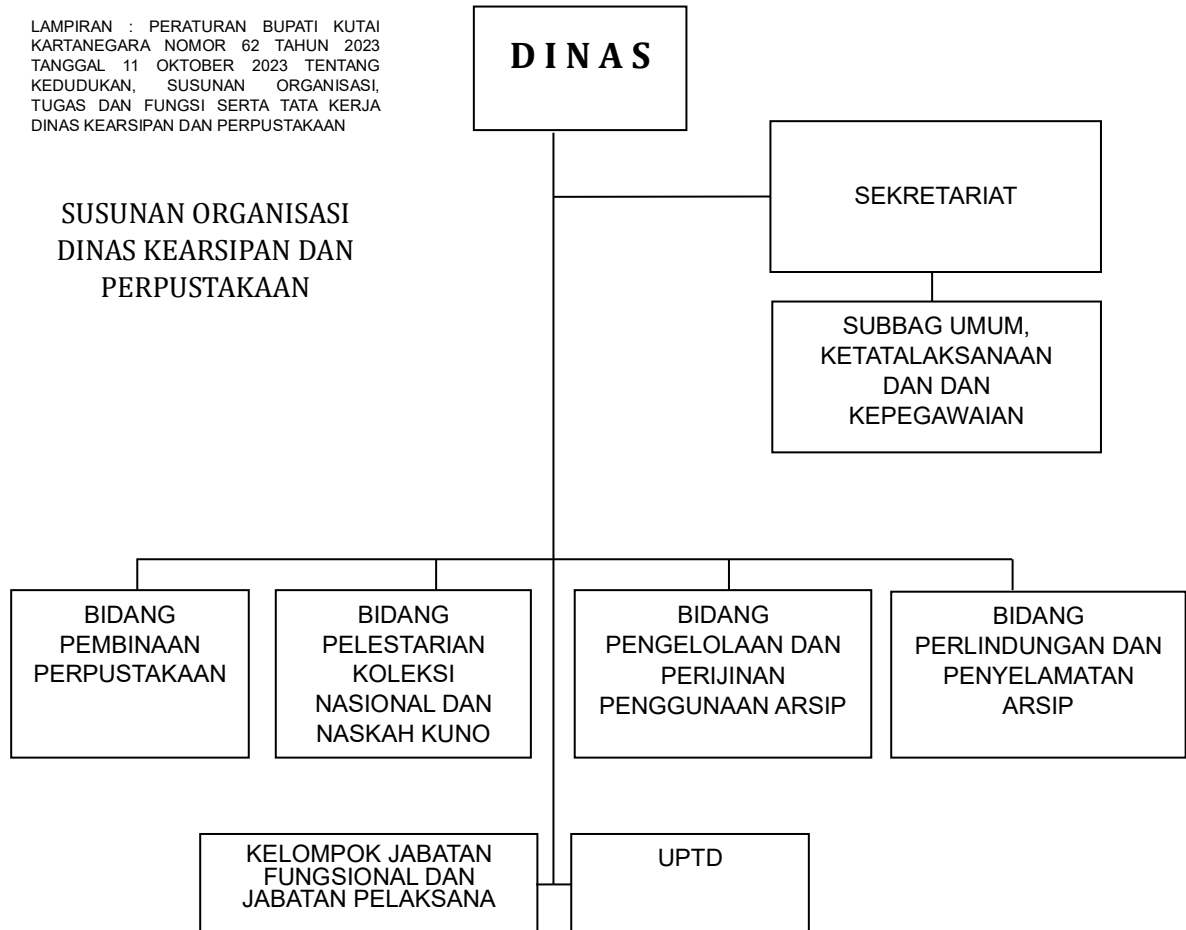 LAMPIRAN : PERATURAN BUPATI KUTAI
KARTANEGARA NOMOR 62 TAHUN 2023
TANGGAL 11 OKTOBER 2023 TENTANG
KEDUDUKAN, SUSUNAN ORGANISASI,
TUGAS DAN FUNGSI SERTA TATA KERJA
DINAS KEARSIPAN DAN PERPUSTAKAAN
D I N A S
SUSUNAN ORGANISASI
DINAS KEARSIPAN DAN
PERPUSTAKAAN
SEKRETARIAT
SUBBAG UMUM,
KETATALAKSANAAN
DAN DAN
KEPEGAWAIAN
BIDANG
PEMBINAAN
PERPUSTAKAAN
BIDANG
PELESTARIAN
KOLEKSI
NASIONAL DAN
NASKAH KUNO
BIDANG
PENGELOLAAN DAN
PERIJINAN
PENGGUNAAN ARSIP
BIDANG
PERLINDUNGAN DAN
PENYELAMATAN
ARSIP
KELOMPOK JABATAN
FUNGSIONAL DAN
JABATAN PELAKSANA
UPTD